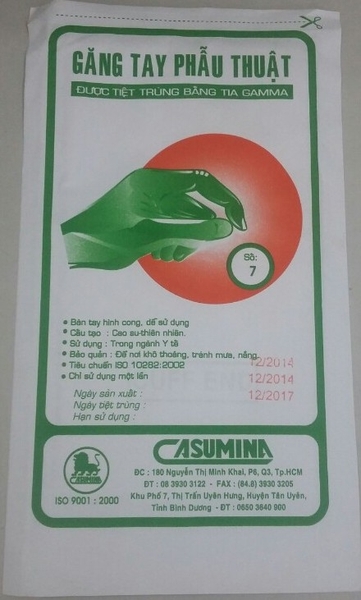 GĂNG TAY PHẪU THUẬT
ĐƯỢC TIỆT TRÙNG BẰNG TIA GAMMA
Số:
7
• Bàn tay hình cong, dể sử dụng
• Cấu tạo : Cao su-thiên nhiên.
• Sử dụng : Trong ngành Y tế
• Bảo quản : Để nơi khô thoáng, tránh mưa, nắng.
• Tiêu chuẩn ISO 10282:2002
12/2014
• Chỉ sử dụng một lần
12/2014
Ngày sản xuất :
12/2017
Ngày tiệt trùng :
Hạn sử dụng :
CASUMINA
CASUMINA
ISO 9001 : 2000
ĐC : 180 Nguyễn Thị Minh Khai, P6, Q3, Tp.HCM
ĐT : 08 3930 3122 - FAX : (84.8) 3930 3205
Khu Phố 7, Thị Trấn Uyên Hưng, Huyện Tân Uyên,
Tỉnh Bình Dương - ĐT : 0650 3640 900